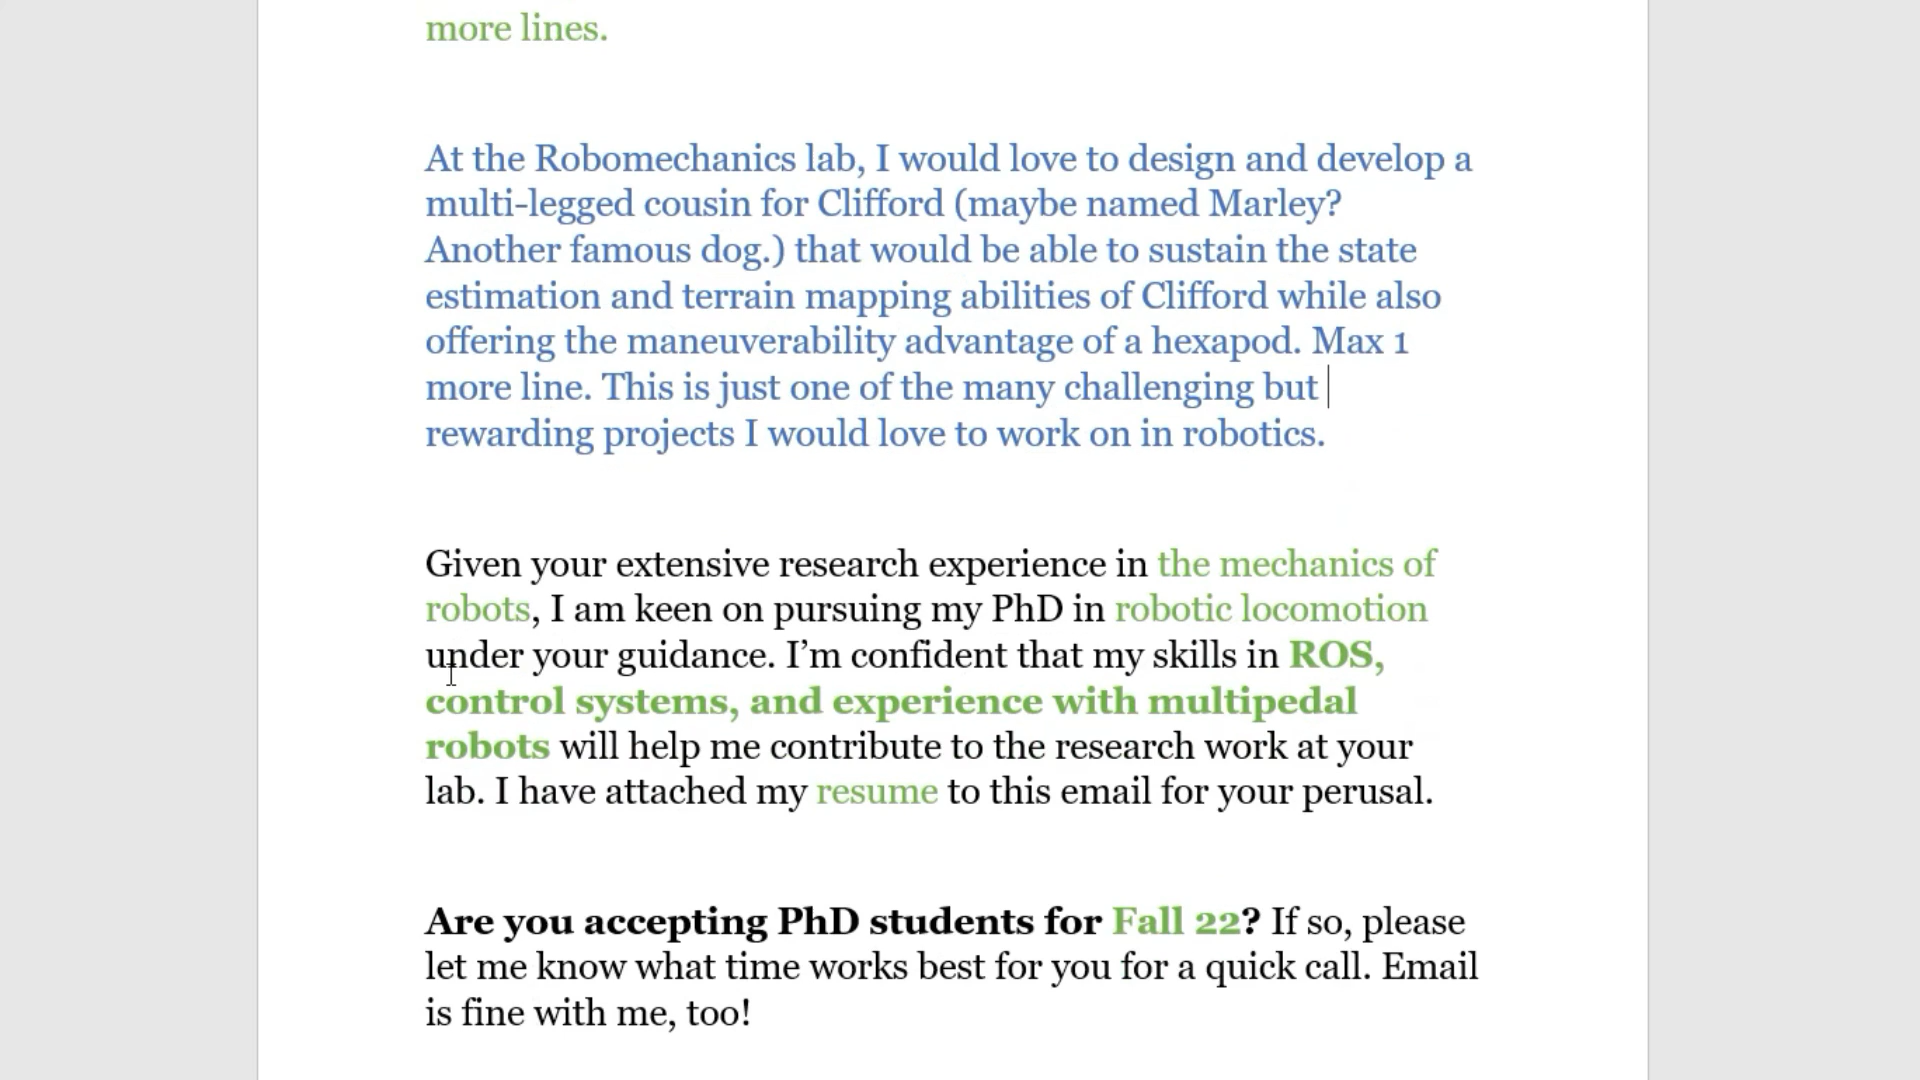 more lines.
At the Robomechanics lab, I would love to design and develop a
multi-legged cousin for Clifford (maybe named Marley?
Another famous dog.) that would be able to sustain the state
estimation and terrain mapping abilities of Clifford while also
offering the maneuverability advantage of a hexapod. Max 1
more line. This is just one of the many challenging but
rewarding projects I would love to work on in robotics.
Given your extensive research experience in the mechanics of
robots, I am keen on pursuing my PhD in robotic locomotion
under your guidance. I’m confident that my skills in ROS,
control systems, and experience with multipedal
robots will help me contribute to the research work at your
lab. I have attached my resume to this email for your perusal.
Are you accepting PhD students for Fall 22? If so, please
let me know what time works best for you for a quick call. Email
is fine with me, too!